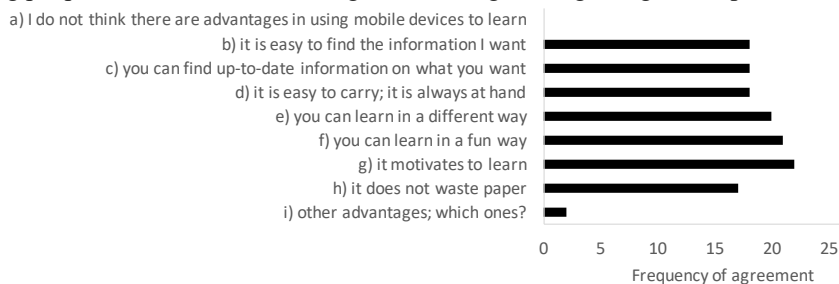 a) I do not think there are advantages in using mobile devices to learn
b) it is easy to find the information I want
c) you can find up-to-date information on what you want
d) it is easy to carry; it is always at hand
e) you can learn in a different way
f) you can learn in a fun way
g) it motivates to learn
h) it does not waste paper
i) other advantages; which ones?
0 5 10 15 20 25
Frequency of agreement